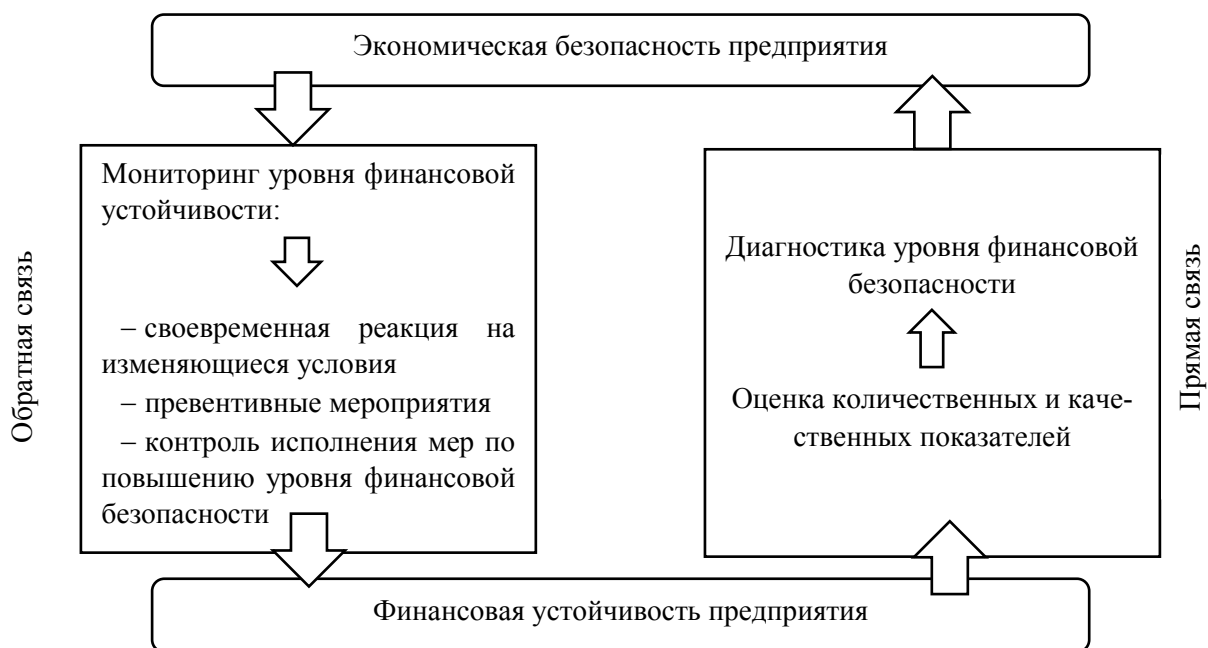 Экономическая безопасность предприятия
Обратная связь
Мониторинг уровня финансовой
устойчивости:
– своевременная реакция на
изменяющиеся условия
– превентивные мероприятия
– контроль исполнения мер по
повышению уровня финансовой
безопасности
Диагностика уровня финансовой
безопасности
Оценка количественных и каче-
ственных показателей
Прямая связь
Финансовая устойчивость предприятия